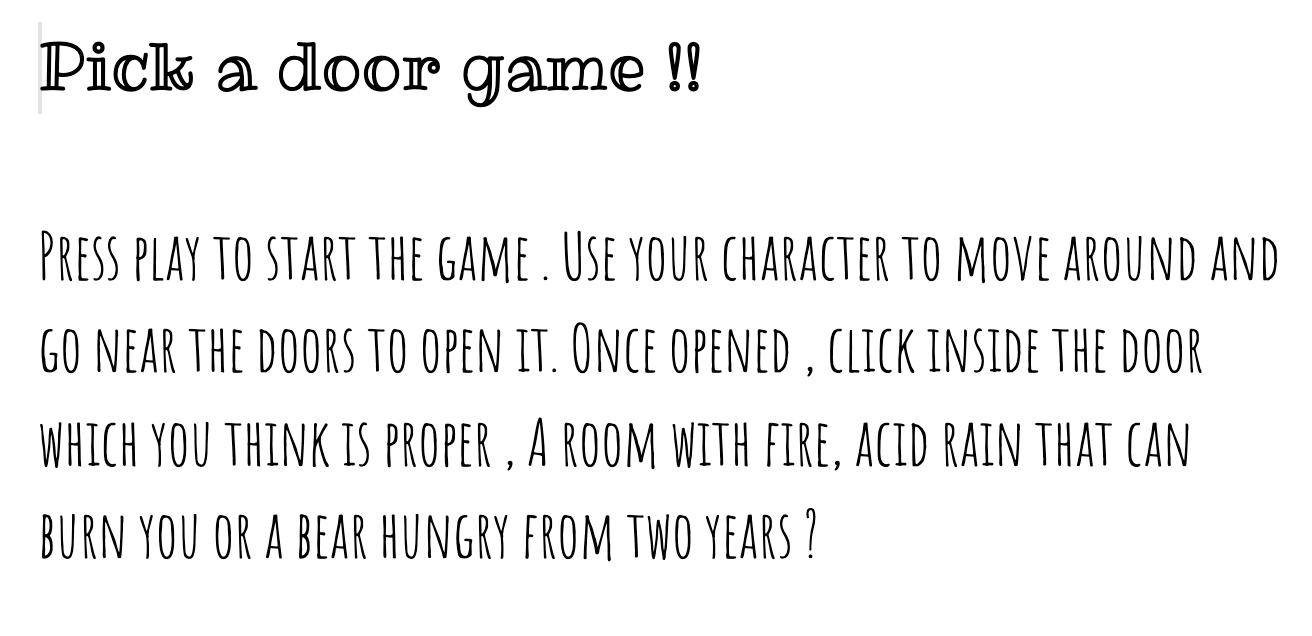 Pick a door game !!
Press play to start the game . Use your character to move around and
go near the doors to open it. Once opened , click inside the door
which you think is proper , A room with fire, acid rain that can
burn you or a bear hungry from two years ?